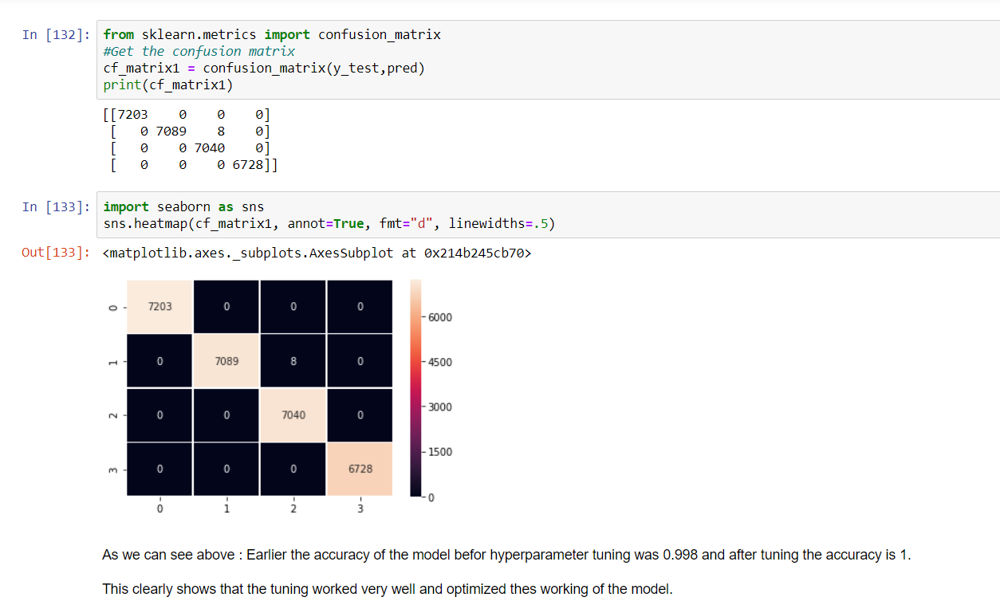 In [132]: from sklearn.metrics import confusion_matrix
#Get the confusion matrix
cf_matrix1 = confusion_matrix(y_test,pred)
print(cf_matrix1)
[[7203    0    0    0]
 [   0 7089    8    0]
 [   0    0 7040    0]
 [   0    0    0 6728]]
In [133]: import seaborn as sns
sns.heatmap(cf_matrix1, annot=True, fmt="d", linewidths=.5)
Out[133]: <matplotlib.axes._subplots.AxesSubplot at 0x214b245cb70>
0 7203 0 0 0
6000
1 0 7089 8 0
4500
2 0 0 7040 0
3000
1500
3 0 0 0 6728
0
0 1 2 3
As we can see above : Earlier the accuracy of the model befor hyperparameter tuning was 0.998 and after tuning the accuracy is 1.
This clearly shows that the tuning worked very well and optimized thes working of the model.